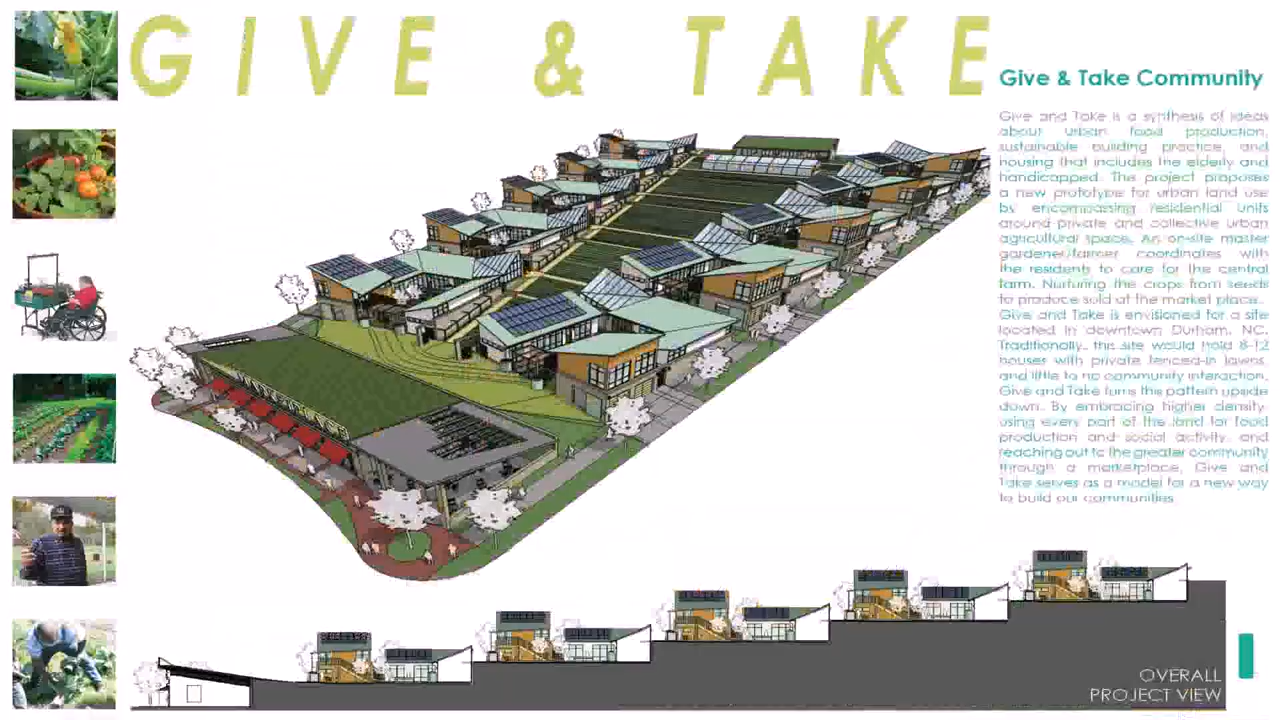 GIVE & TAKE
Give & Take Community
Give and Take is a synthesis of ideas
about urban food production,
sustainable building practice, and
housing that includes the elderly and
handicapped. The project proposes
a new prototype for urban land use
by encompassing residential units
around private and collective urban
agricultural space. An on-site master
gardener/farmer coordinates with
the residents to care for the central
farm. Nurturing the crops from seeds
to produce sold at the market place.
Give and Take is envisioned for a site
located in downtown Durham, NC.
Traditionally, this site would hold 8-12
houses with private fenced-in lawns,
and little to no community interaction.
Give and Take turns this pattern upside
down. By embracing higher density,
using every part of the land for food
production and social activity, and
reaching out to the greater community
through a marketplace, Give and
Take serves as a model for a new way
to build our communities.
OVERALL
PROJECT VIEW